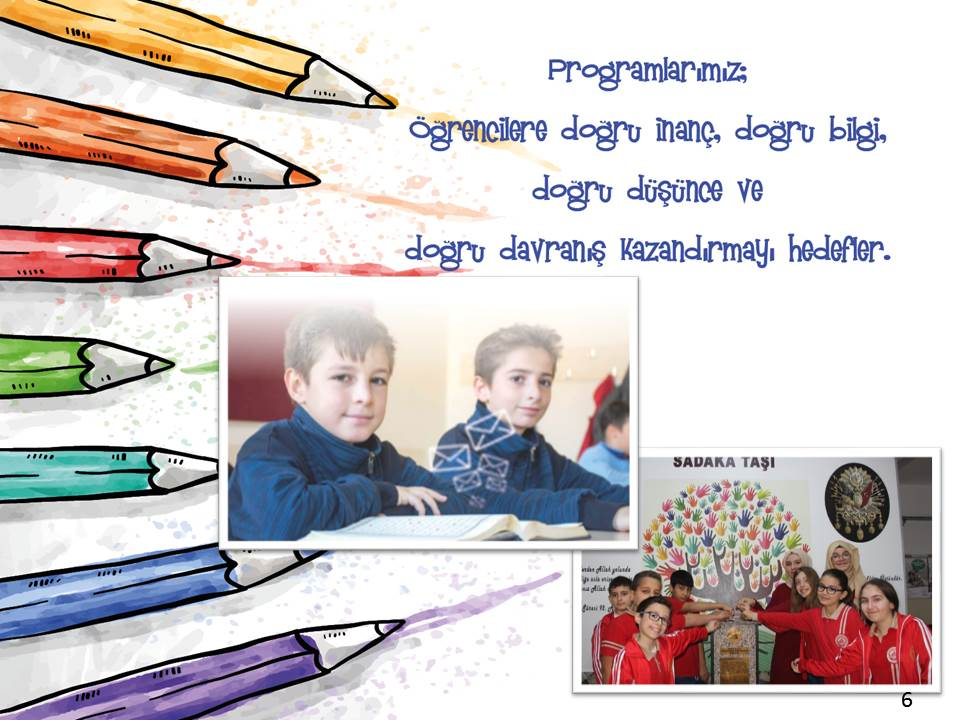 Programlarımız;
Öğrencilere doğru inanç, doğru bilgi,
doğru düşünce ve
doğru davranış kazandırmayı hedefler.
SADAKA TAŞI
6